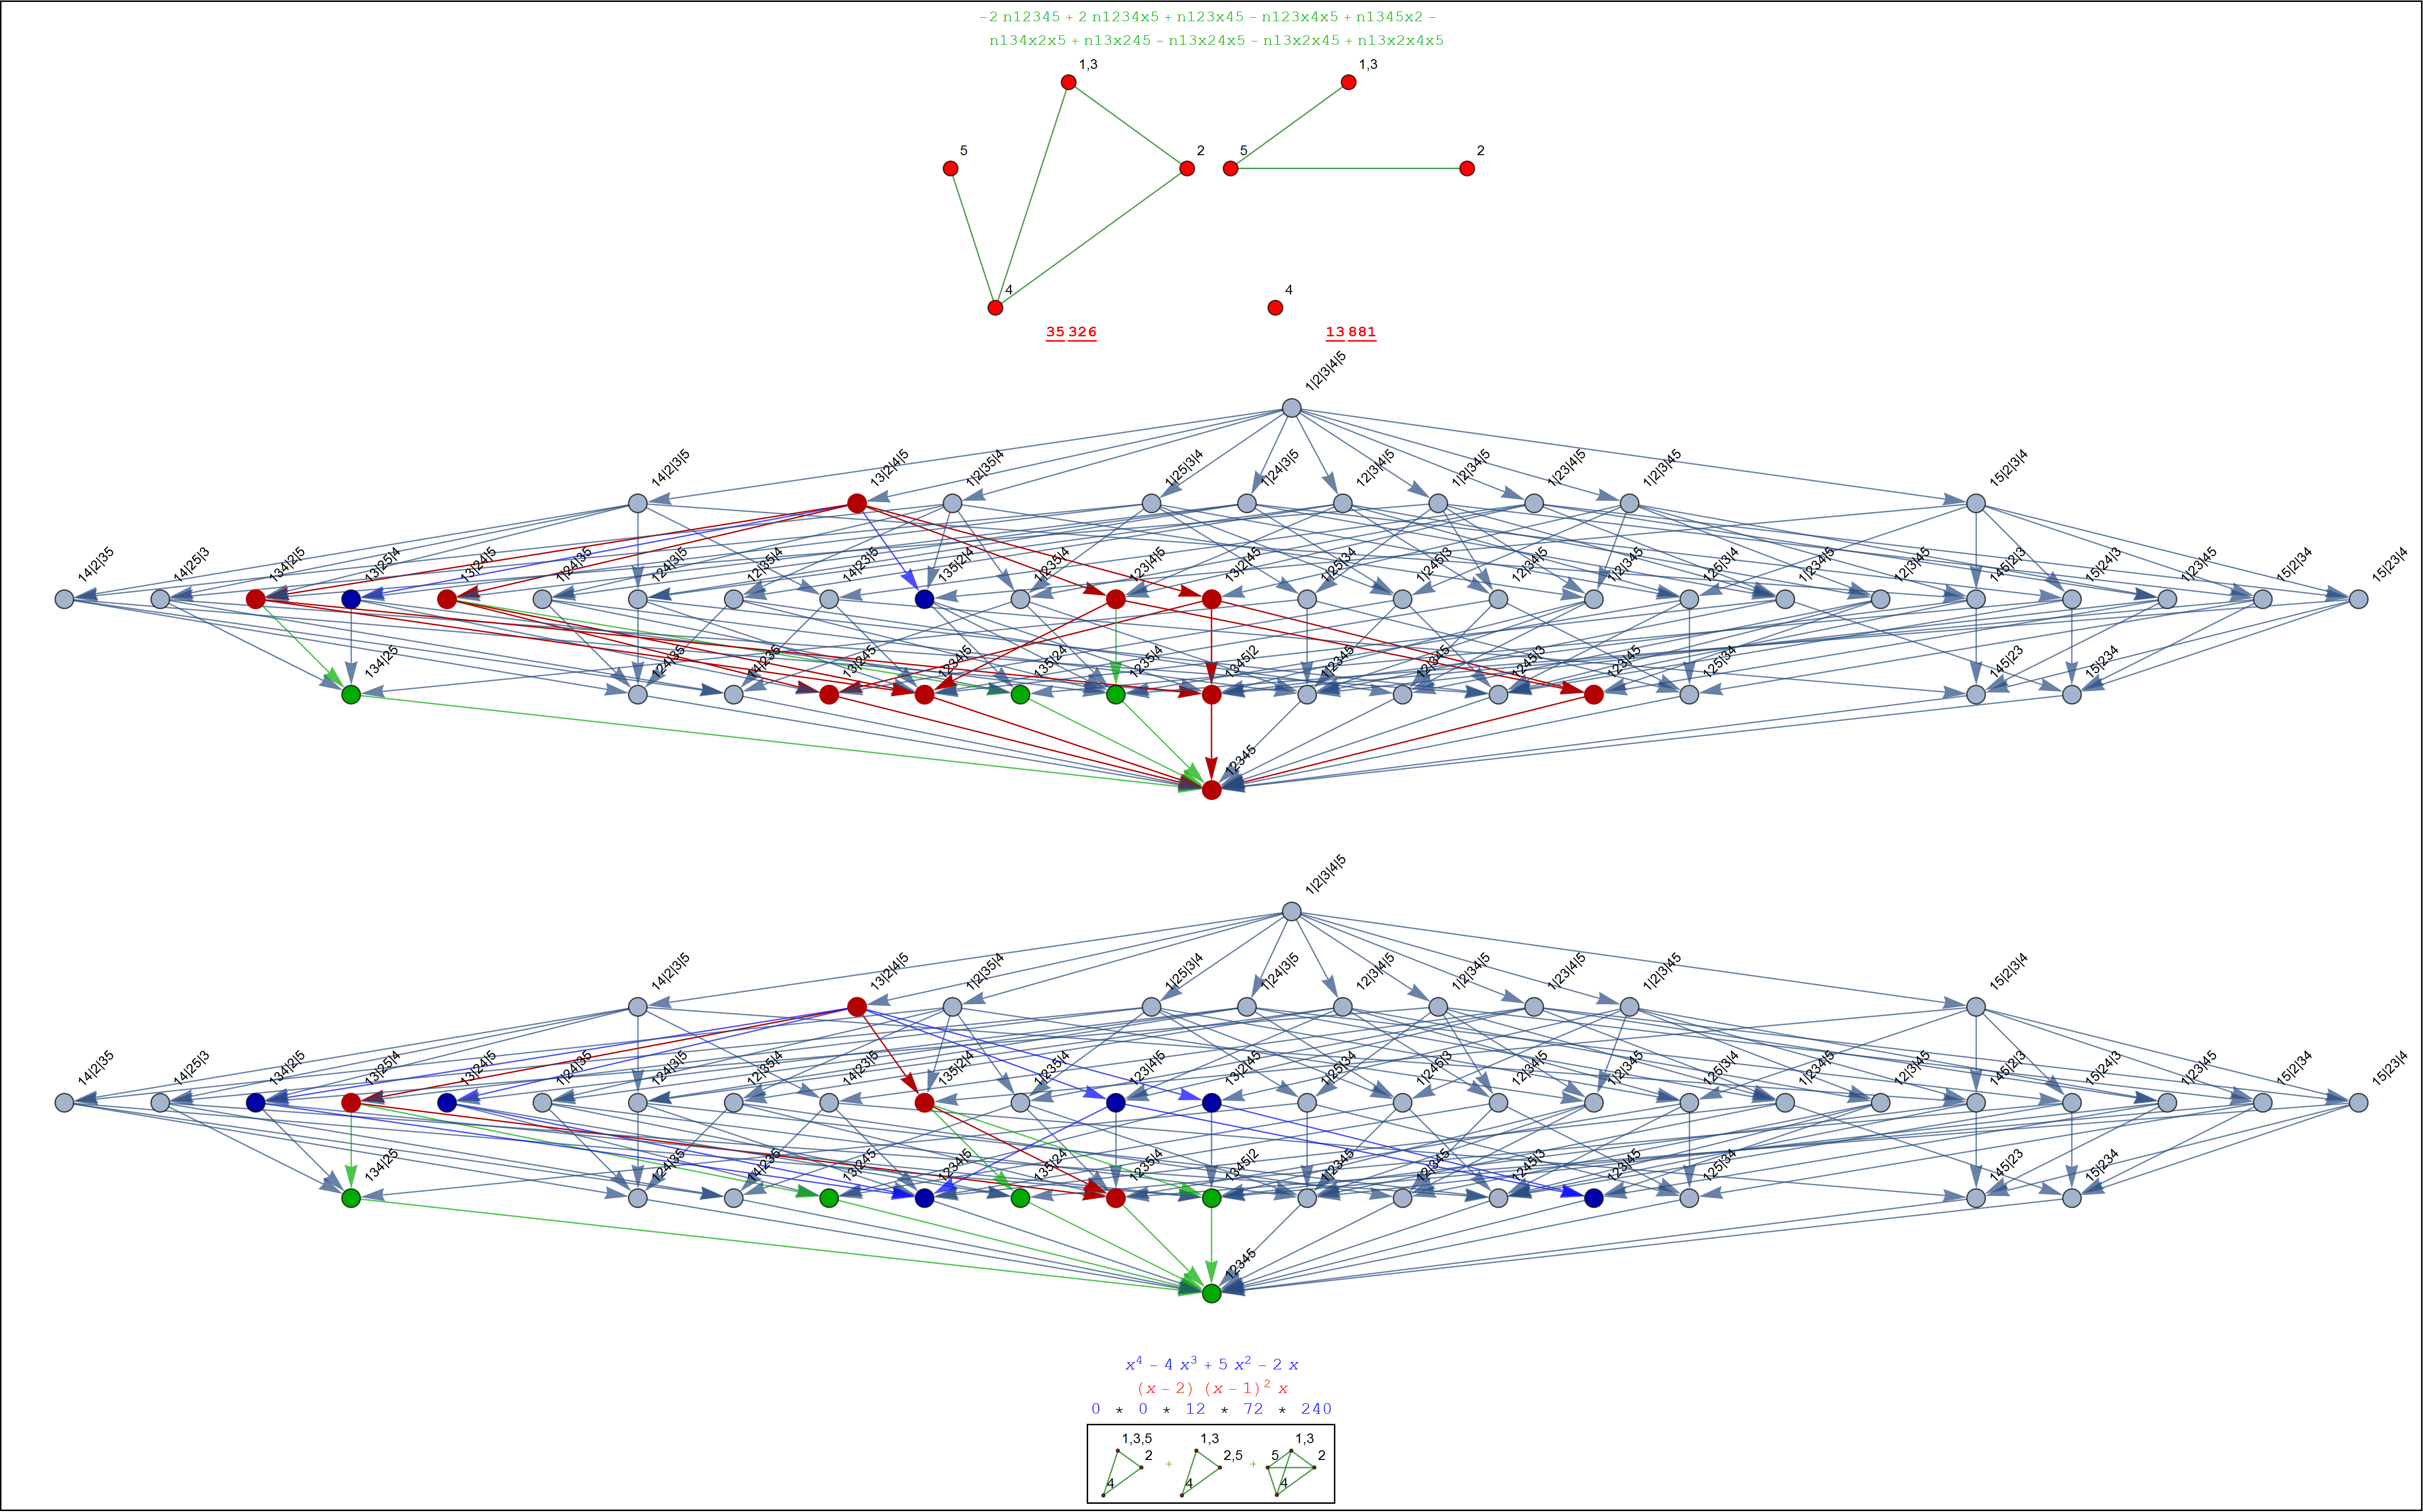 -2 n12345 + 2 n1234x5 + n123x45 - n123x4x5 + n1345x2 -
n134x2x5 + n13x245 - n13x24x5 - n13x2x45 + n13x2x4x5
1,3 1,3
5 2 5 2
4 4
35 326 13 881
1|2|3|4|5
14|2|3|5 13|2|4|5 1|2|35|4 1|25|3|4 1|24|3|5 12|3|4|5 1|2|34|5 1|23|4|5 1|2|3|45 15|2|3|4
14|2|35 14|25|3 134|2|5 13|25|4 13|24|5 1|24|35 124|3|5 12|35|4 14|23|5 135|2|4 1|235|4 123|4|5 13|2|45 1|25|34 1|245|3 12|34|5 1|2|345 125|3|4 1|234|5 12|3|45 145|2|3 15|24|3 1|23|45 15|2|34 15|23|4
134|25 124|35 14|235 13|245 1234|5 135|24 1235|4 1345|2 1|2345 12|345 1245|3 123|45 125|34 145|23 15|234
12345
1|2|3|4|5
14|2|3|5 13|2|4|5 1|2|35|4 1|25|3|4 1|24|3|5 12|3|4|5 1|2|34|5 1|23|4|5 1|2|3|45 15|2|3|4
14|2|35 14|25|3 134|2|5 13|25|4 13|24|5 1|24|35 124|3|5 12|35|4 14|23|5 135|2|4 1|235|4 123|4|5 13|2|45 1|25|34 1|245|3 12|34|5 1|2|345 125|3|4 1|234|5 12|3|45 145|2|3 15|24|3 1|23|45 15|2|34 15|23|4
134|25 124|35 14|235 13|245 1234|5 135|24 1235|4 1345|2 1|2345 12|345 1245|3 123|45 125|34 145|23 15|234
12345
x⁴ - 4 x³ + 5 x² - 2 x
(x - 2) (x - 1)² x
0 * 0 * 12 * 72 * 240
1,3,5 1,3 1,3
2 + 2,5 + 5 2
4 4 4